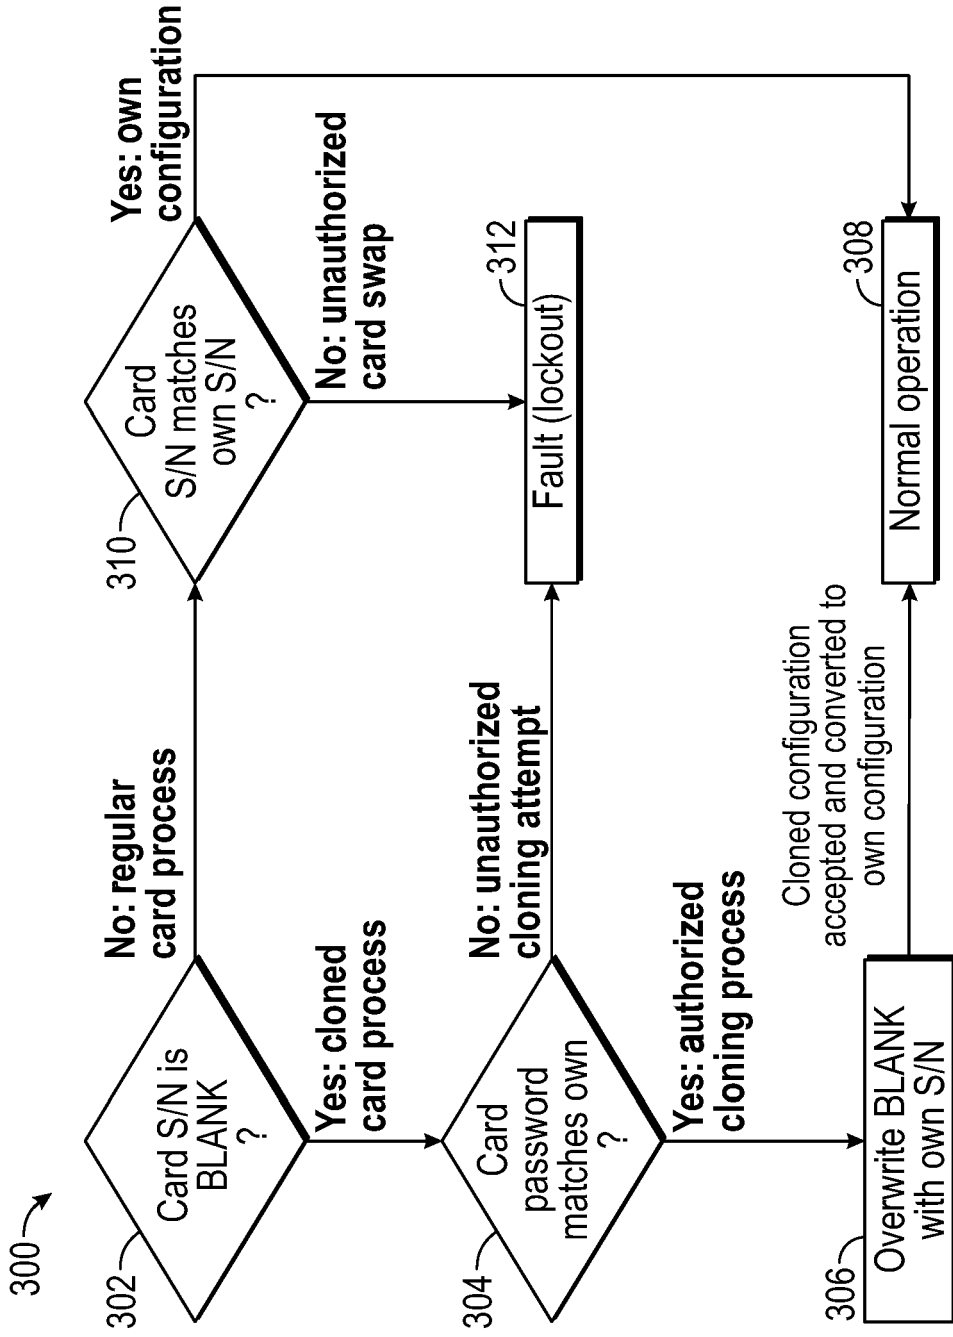 300
302
Card S/N is
BLANK
?
No: regular
card process
310
Card
S/N matches
own S/N
?
Yes: own
configuration
Yes: cloned
card process
No: unauthorized
card swap
304
Card
password
matches own
?
No: unauthorized
cloning attempt
312
Fault (lockout)
Yes: authorized
cloning process
306
Overwrite BLANK
with own S/N
Cloned configuration
accepted and converted to
own configuration
308
Normal operation